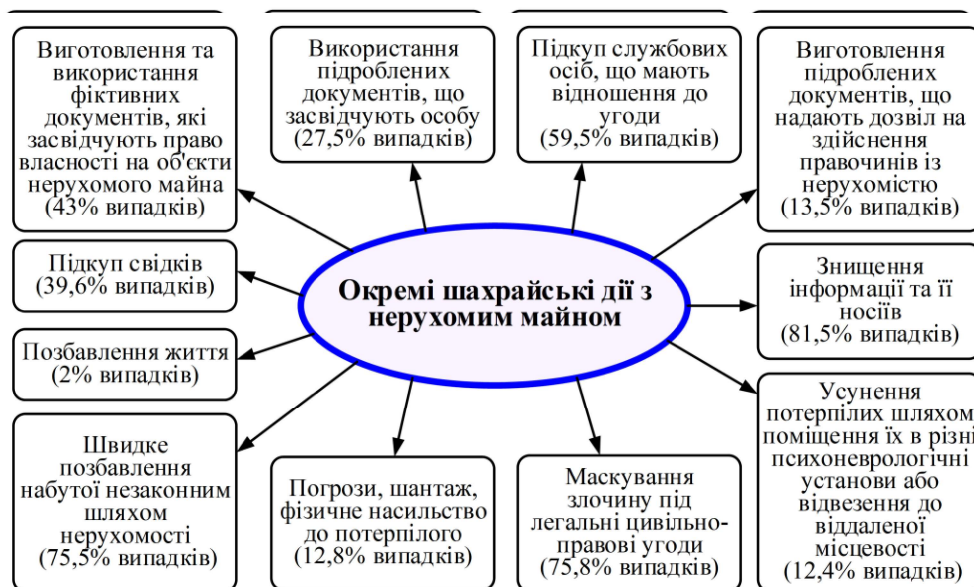 Виготовлення та
використання
фіктивних
документів, які
засвідчують право
власності на об'єкти
нерухомого майна
(43% випадків)
Використання
підроблених
документів, що
засвідчують особу
(27,5% випадків)
Підкуп службових
осіб, що мають
відношення до
угоди
(59,5% випадків)
Виготовлення
підроблених
документів, що
надають дозвіл на
здійснення
правочинів із
нерухомістю
(13,5% випадків)
Підкуп свідків
(39,6% випадків)
Окремі шахрайські дії з
нерухомим майном
Знищення
інформації та її
носіїв
(81,5% випадків)
Позбавлення життя
(2% випадків)
Швидке
позбавлення
набутої незаконним
шляхом
нерухомості
(75,5% випадків)
Погрози, шантаж,
фізичне насильство
до потерпілого
(12,8% випадків)
Маскування
злочину під
легальні цивільно-
правові угоди
(75,8% випадків)
Усунення
потерпілих шляхом
поміщення їх в різні
психоневрологічні
установи або
відвезення до
віддаленої
місцевості
(12,4% випадків)